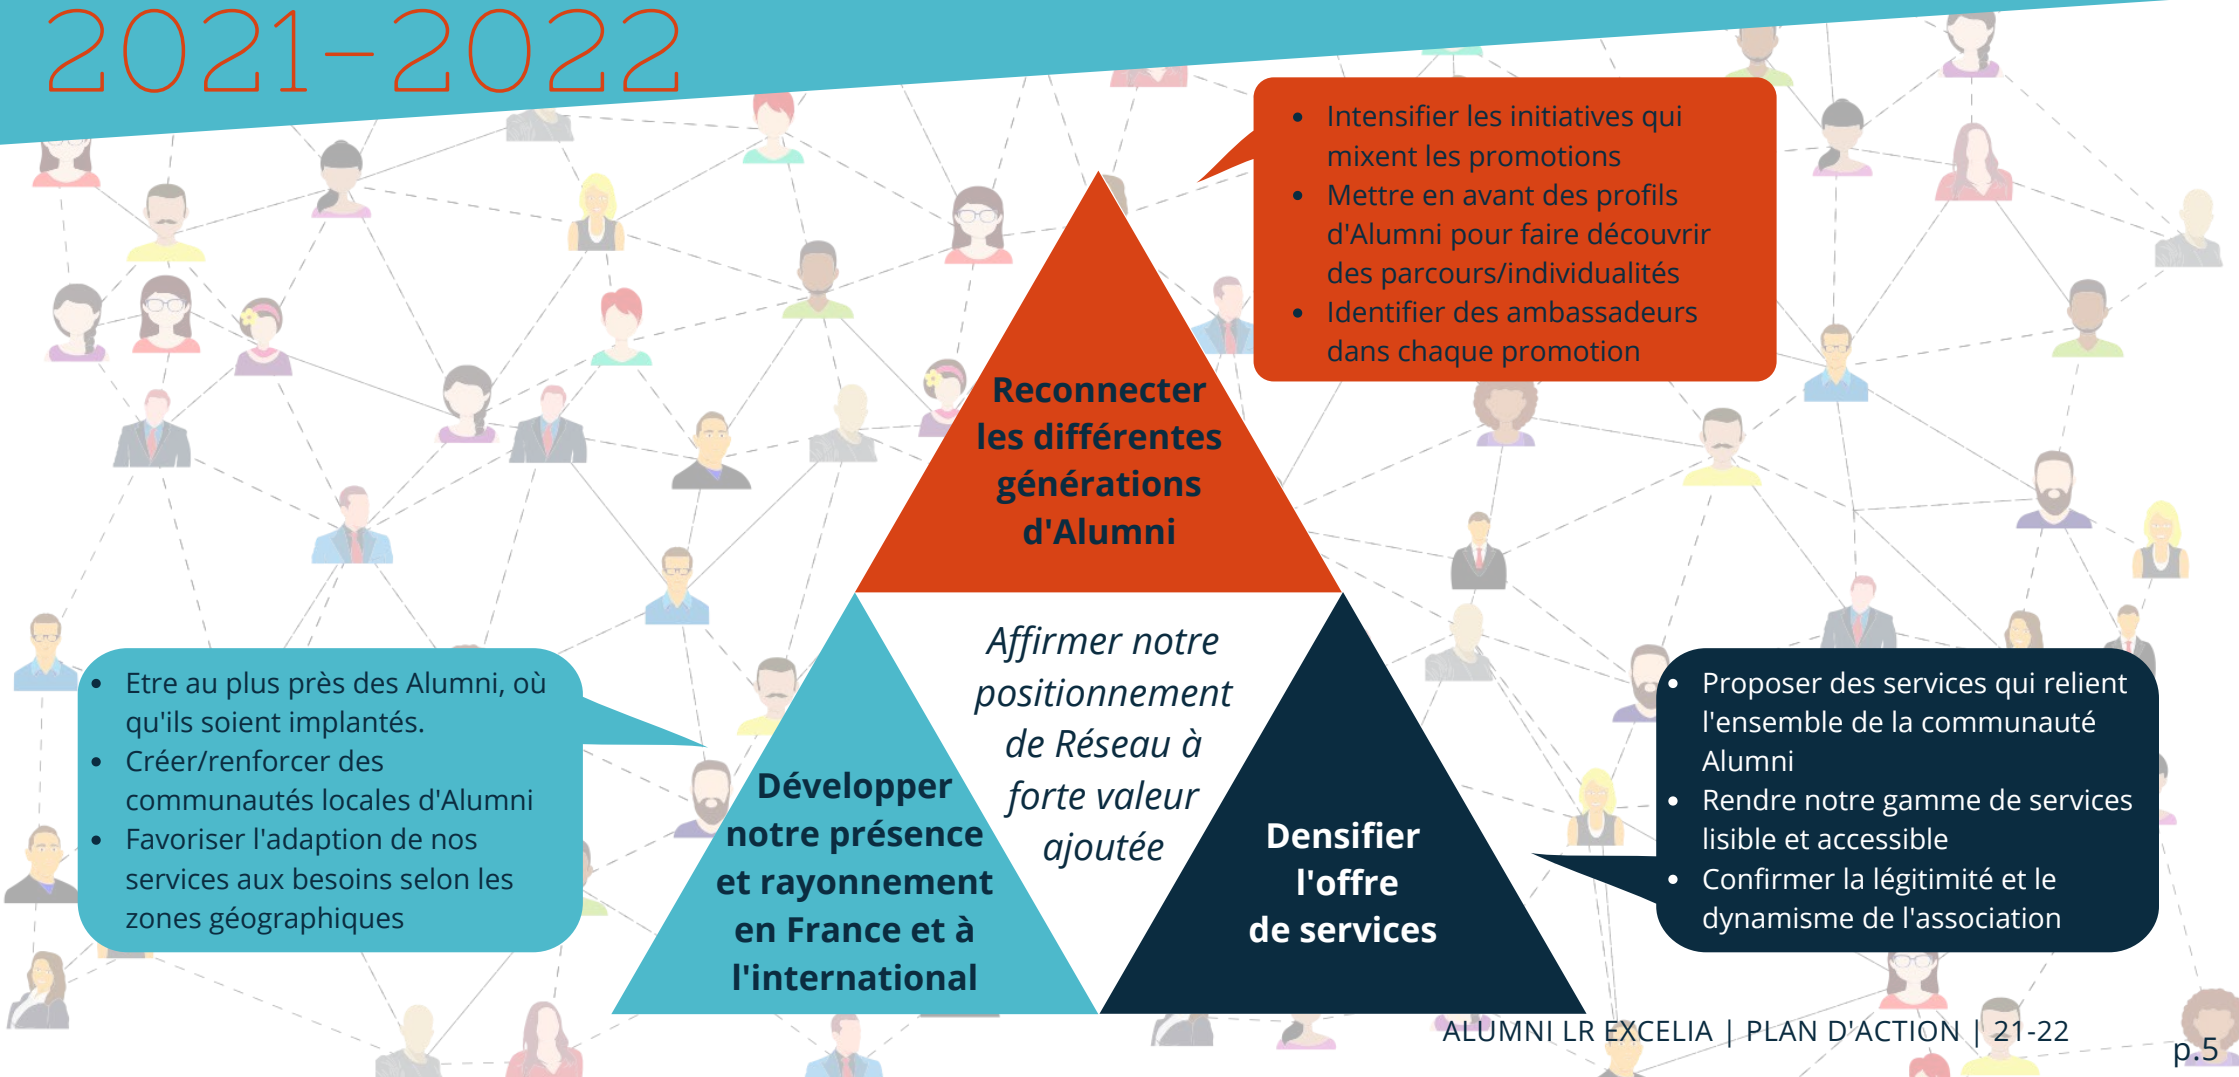 2021-2022
• Intensifier les initiatives qui
mixent les promotions
• Mettre en avant des profils
d'Alumni pour faire découvrir
des parcours/individualités
• Identifier des ambassadeurs
dans chaque promotion
Reconnecter
les différentes
générations
d'Alumni
Affirmer notre
positionnement
de Réseau à
forte valeur
ajoutée
• Etre au plus près des Alumni, où
qu'ils soient implantés.
• Créer/renforcer des
communautés locales d'Alumni
• Favoriser l'adaption de nos
services aux besoins selon les
zones géographiques
Développer
notre présence
et rayonnement
en France et à
l'international
Densifier
l'offre
de services
• Proposer des services qui relient
l'ensemble de la communauté
Alumni
• Rendre notre gamme de services
lisible et accessible
• Confirmer la légitimité et le
dynamisme de l'association
ALUMNI LR EXCELIA | PLAN D'ACTION | 21-22
p.5